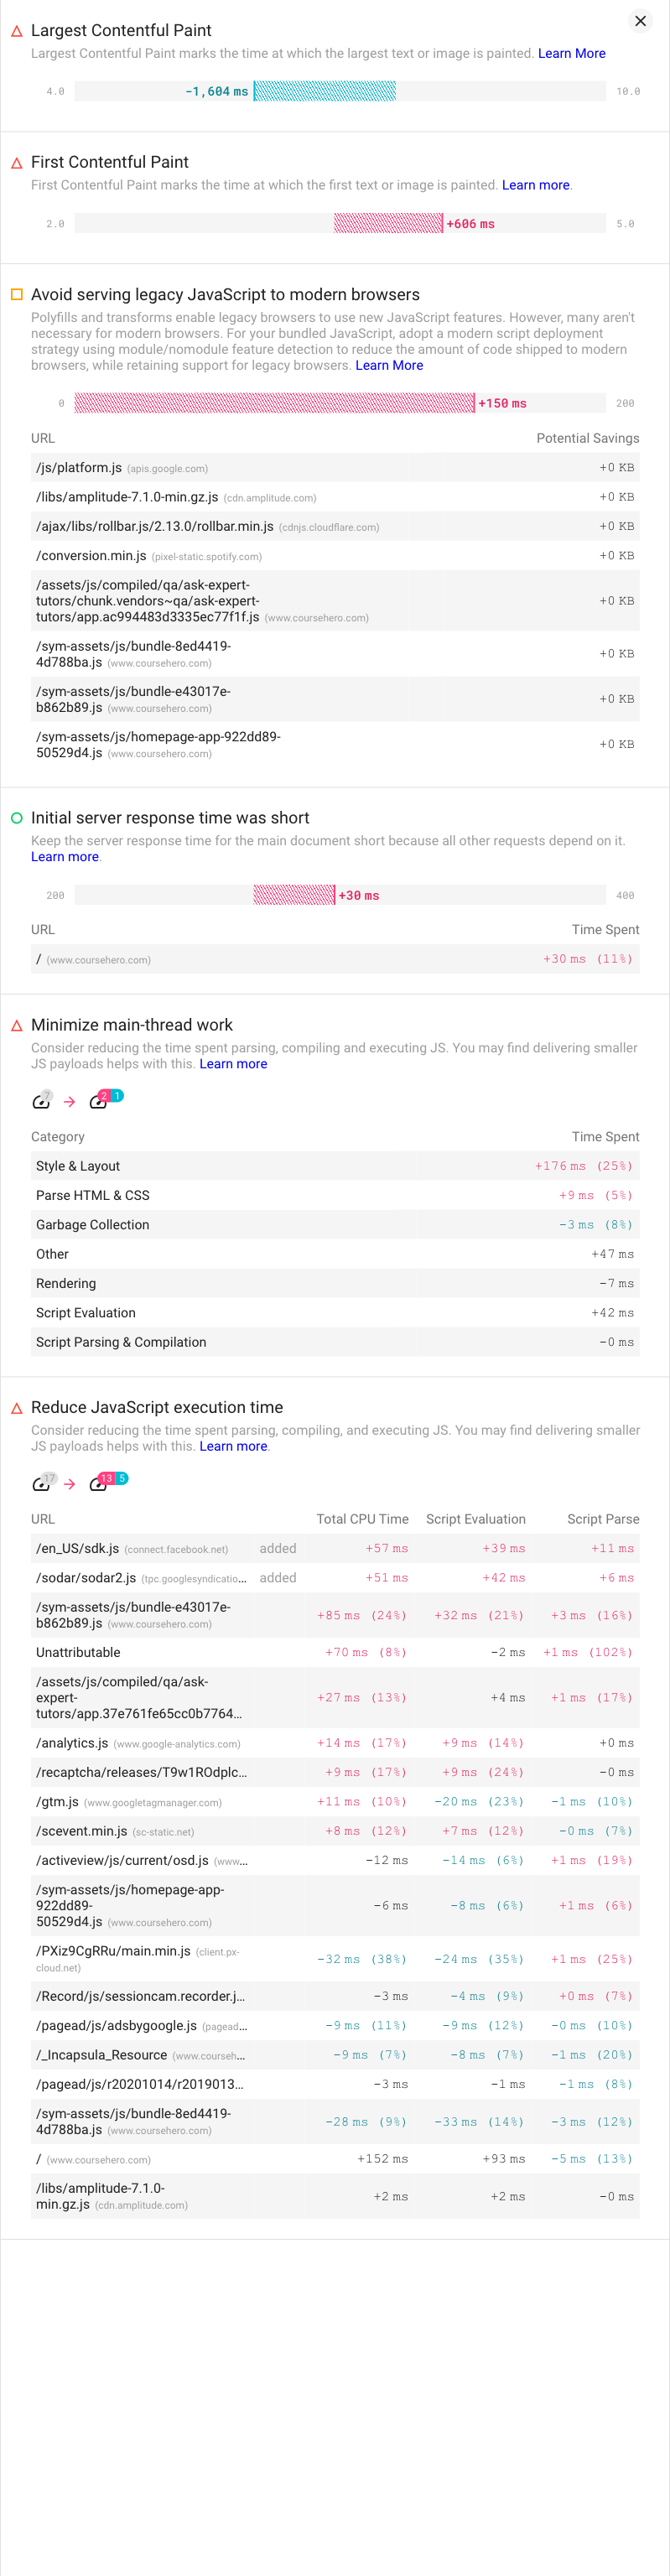 Largest Contentful Paint
Largest Contentful Paint marks the time at which the largest text or image is painted. Learn More
4.0 -1,604 ms 10.0
First Contentful Paint
First Contentful Paint marks the time at which the first text or image is painted. Learn more.
2.0 +606 ms 5.0
Avoid serving legacy JavaScript to modern browsers
Polyfills and transforms enable legacy browsers to use new JavaScript features. However, many aren't
necessary for modern browsers. For your bundled JavaScript, adopt a modern script deployment
strategy using module/nomodule feature detection to reduce the amount of code shipped to modern
browsers, while retaining support for legacy browsers. Learn More
0 +150 ms 200
URL Potential Savings
/js/platform.js (apis.google.com) +0 KB
/libs/amplitude-7.1.0-min.gz.js (cdn.amplitude.com) +0 KB
/ajax/libs/rollbar.js/2.13.0/rollbar.min.js (cdnjs.cloudflare.com) +0 KB
/conversion.min.js (pixel-static.spotify.com) +0 KB
/assets/js/compiled/qa/ask-expert-
tutors/chunk.vendors~qa/ask-expert-
tutors/app.ac994483d3335ec77f1f.js (www.coursehero.com) +0 KB
/sym-assets/js/bundle-8ed4419-
4d788ba.js (www.coursehero.com) +0 KB
/sym-assets/js/bundle-e43017e-
b862b89.js (www.coursehero.com) +0 KB
/sym-assets/js/homepage-app-922dd89-
50529d4.js (www.coursehero.com) +0 KB
Initial server response time was short
Keep the server response time for the main document short because all other requests depend on it.
Learn more.
200 +30 ms 400
URL Time Spent
/ (www.coursehero.com) +30 ms (11%)
Minimize main-thread work
Consider reducing the time spent parsing, compiling and executing JS. You may find delivering smaller
JS payloads helps with this. Learn more
7 → 2 1
Category Time Spent
Style & Layout +176 ms (25%)
Parse HTML & CSS +9 ms (5%)
Garbage Collection -3 ms (8%)
Other +47 ms
Rendering -7 ms
Script Evaluation +42 ms
Script Parsing & Compilation -0 ms
Reduce JavaScript execution time
Consider reducing the time spent parsing, compiling, and executing JS. You may find delivering smaller
JS payloads helps with this. Learn more.
17 → 13 5
URL Total CPU Time Script Evaluation Script Parse
/en_US/sdk.js (connect.facebook.net) added +57 ms +39 ms +11 ms
/sodar/sodar2.js (tpc.googlesyndicatio... added +51 ms +42 ms +6 ms
/sym-assets/js/bundle-e43017e-
b862b89.js (www.coursehero.com) +85 ms (24%) +32 ms (21%) +3 ms (16%)
Unattributable +70 ms (8%) -2 ms +1 ms (102%)
/assets/js/compiled/qa/ask-
expert-
tutors/app.37e761fe65cc0b7764... +27 ms (13%) +4 ms +1 ms (17%)
/analytics.js (www.google-analytics.com) +14 ms (17%) +9 ms (14%) +0 ms
/recaptcha/releases/T9w1ROdplc... +9 ms (17%) +9 ms (24%) -0 ms
/gtm.js (www.googletagmanager.com) +11 ms (10%) -20 ms (23%) -1 ms (10%)
/scevent.min.js (sc-static.net) +8 ms (12%) +7 ms (12%) -0 ms (7%)
/activeview/js/current/osd.js (www... -12 ms -14 ms (6%) +1 ms (19%)
/sym-assets/js/homepage-app-
922dd89-
50529d4.js (www.coursehero.com) -6 ms -8 ms (6%) +1 ms (6%)
/PXiz9CgRRu/main.min.js (client.px-
cloud.net) -32 ms (38%) -24 ms (35%) +1 ms (25%)
/Record/js/sessioncam.recorder.j... -3 ms -4 ms (9%) +0 ms (7%)
/pagead/js/adsbygoogle.js (pagead... -9 ms (11%) -9 ms (12%) -0 ms (10%)
/_Incapsula_Resource (www.courseh... -9 ms (7%) -8 ms (7%) -1 ms (20%)
/pagead/js/r20201014/r2019013... -3 ms -1 ms -1 ms (8%)
/sym-assets/js/bundle-8ed4419-
4d788ba.js (www.coursehero.com) -28 ms (9%) -33 ms (14%) -3 ms (12%)
/ (www.coursehero.com) +152 ms +93 ms -5 ms (13%)
/libs/amplitude-7.1.0-
min.gz.js (cdn.amplitude.com) +2 ms +2 ms -0 ms